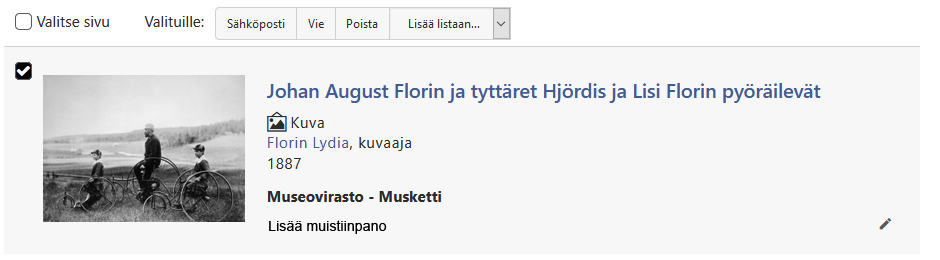 Valitse sivu Valituille: Sähköposti Vie Poista Lisää listaan...
Johan August Florin ja tyttäret Hjördis ja Lisi Florin pyöräilevät
Kuva
Florin Lydia, kuvaaja
1887
Museovirasto - Musketti
Lisää muistiinpano